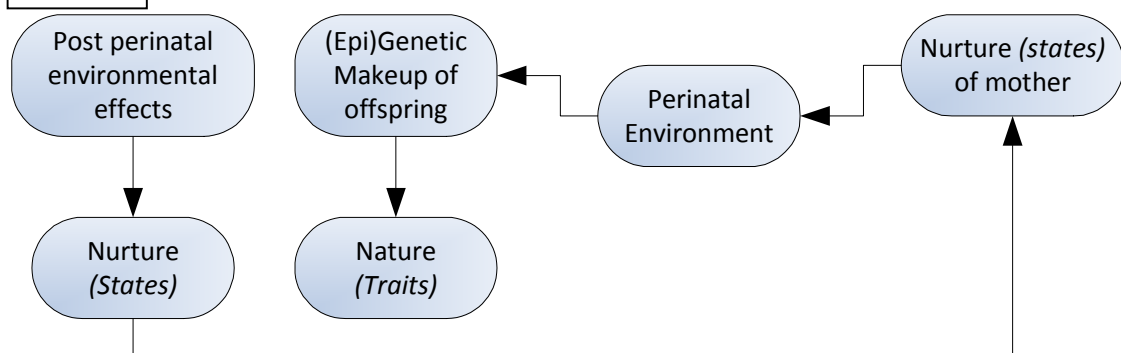 Post perinatal
environmental
effects
(Epi)Genetic
Makeup of
offspring
Perinatal
Environment
Nurture (states)
of mother
Nurture
(States)
Nature
(Traits)